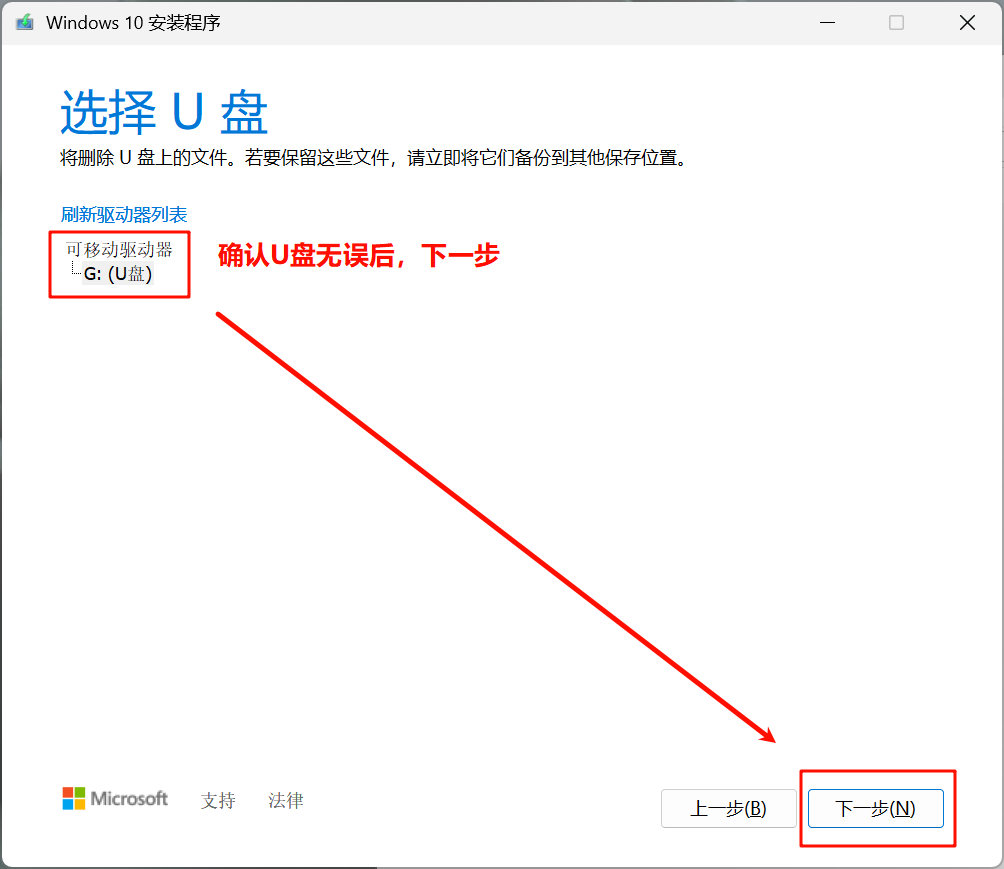 Windows 10 安装程序
选择 U 盘
将删除 U 盘上的文件。若要保留这些文件，请立即将它们备份到其他保存位置。
刷新驱动器列表
可移动驱动器
G: (U盘)
确认U盘无误后，下一步
Microsoft 支持 法律
上一步(B) 下一步(N)